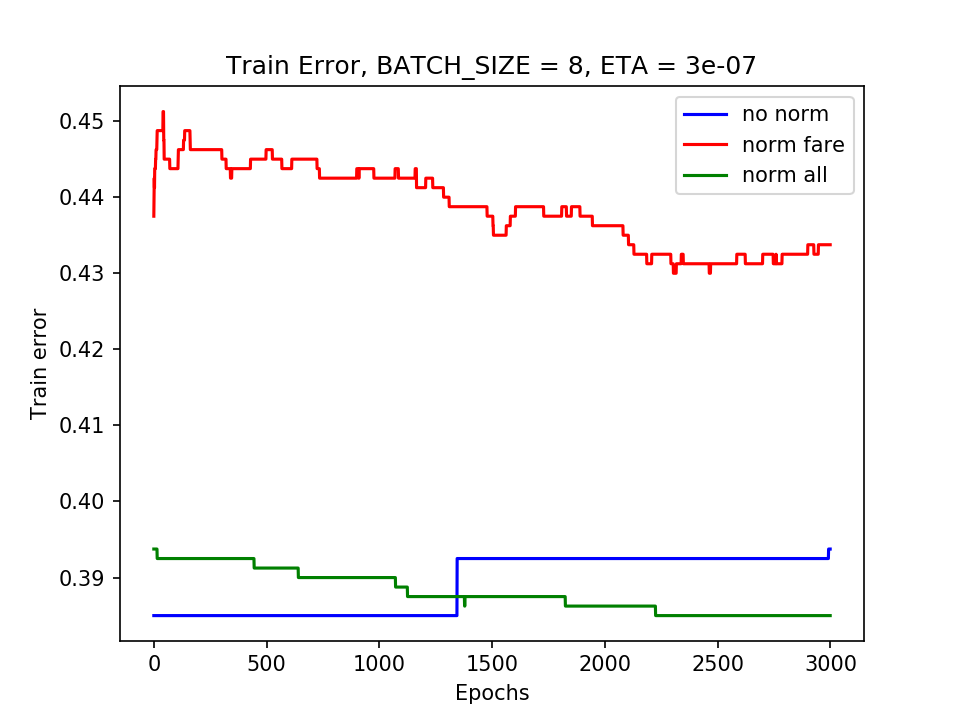 Train Error, BATCH_SIZE = 8, ETA = 3e-07
no norm
norm fare
norm all
0.45
0.44
0.43
0.42
0.41
0.40
0.39
Train error
0 500 1000 1500 2000 2500 3000
Epochs